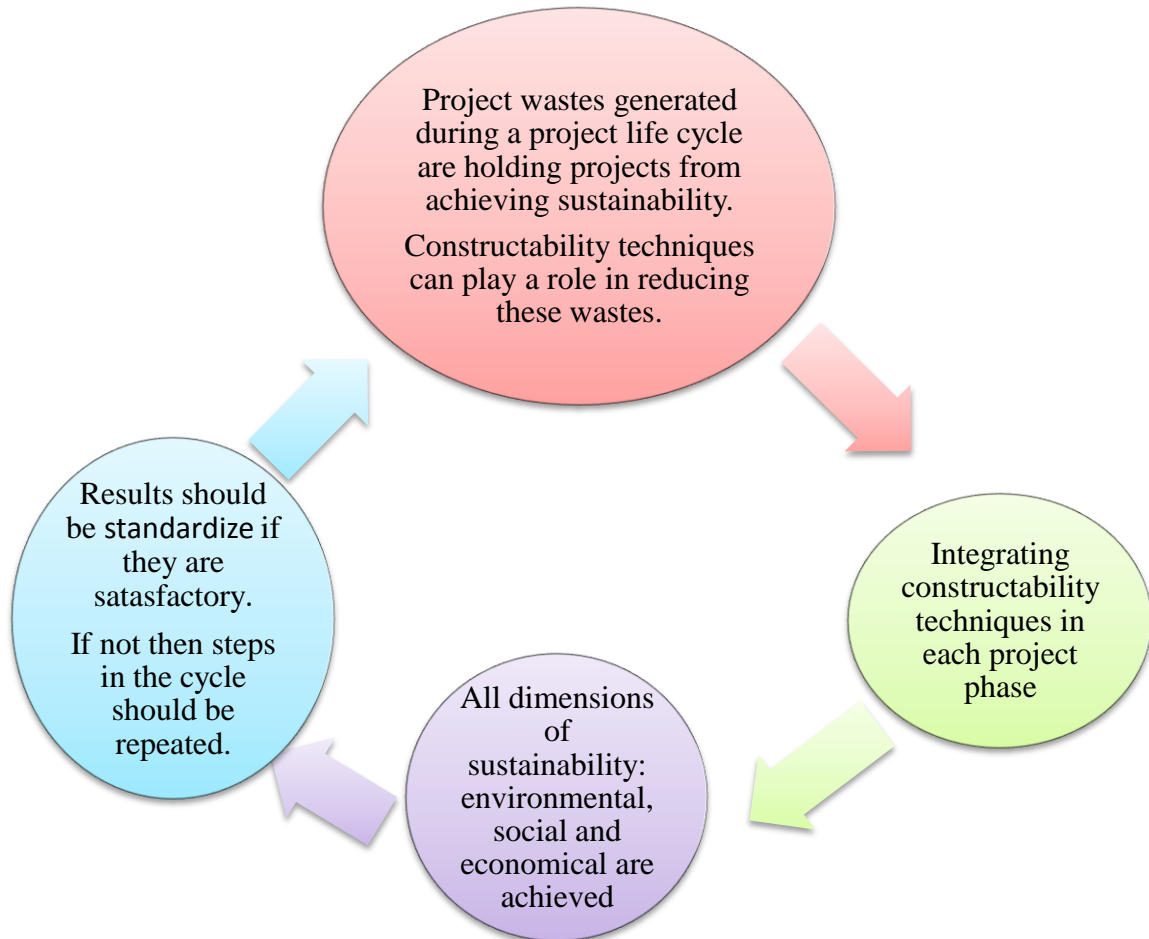 Project wastes generated
during a project life cycle
are holding projects from
achieving sustainability.
Constructability techniques
can play a role in reducing
these wastes.
Integrating
constructability
techniques in
each project
phase
All dimensions
of
sustainability:
environmental,
social and
economical are
achieved
Results should
be standardize if
they are
satasfactory.
If not then steps
in the cycle
should be
repeated.